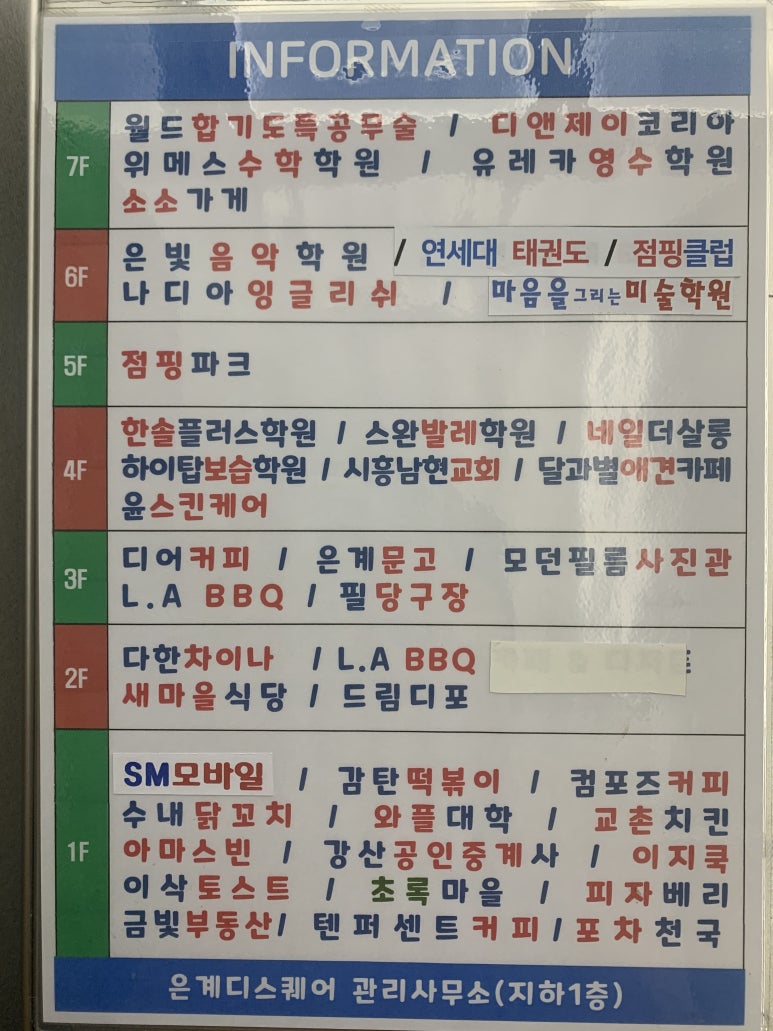 INFORMATION
7F
월드합기도특공무술 / 디앤제이코리아
위메스수학학원 / 유레카영수학원
소소가게
6F
은빛음악학원 / 연세대 태권도 / 점핑클럽
나디아잉글리쉬 / 마음을그리는미술학원
5F
점핑파크
4F
한솔플러스학원 / 스완발레학원 / 네일더살롱
하이탑보습학원 / 시흥남현교회 / 달과별애견카페
윤스킨케어
3F
디어커피 / 은계문고 / 모던필름사진관
L.A BBQ / 필당구장
2F
다한차이나 / L.A BBQ
새마을식당 / 드림디포
1F
SM모바일 / 감탄떡볶이 / 컴포즈커피
수내닭꼬치 / 와플대학 / 교촌치킨
아마스빈 / 강산공인중계사 / 이지쿡
이삭토스트 / 초록마을 / 피자베리
금빛부동산/ 텐퍼센트커피/포차천국
은계디스퀘어 관리사무소(지하1층)